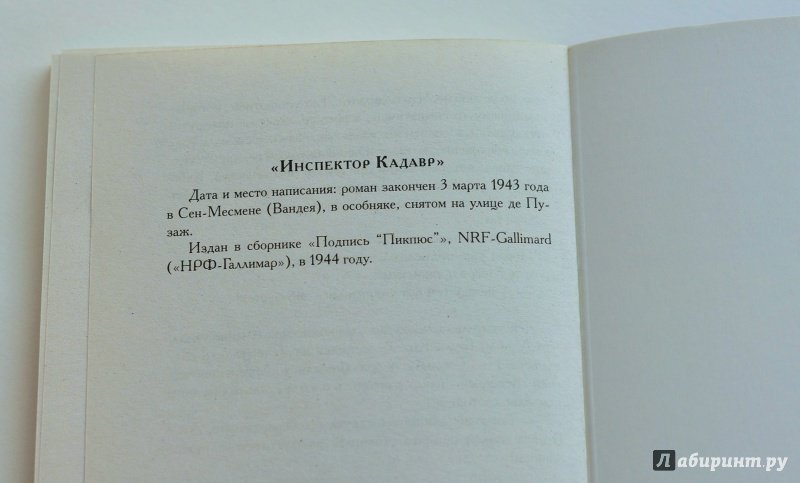 «Инспектор Кадавр»
Дата и место написания: роман закончен 3 марта 1943 года
в Сен-Месмене (Вандея), в особняке, снятом на улице де Пу-
заж.
Издан в сборнике «Подпись “Пикпюс”», NRF-Gallimard
(«НРФ-Галлимар»), в 1944 году.
Лабиринт.ру